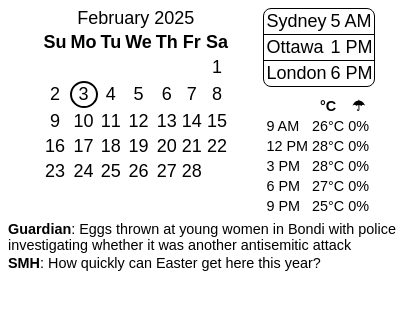 February 2025
Su Mo Tu We Th Fr Sa
1
2 3 4 5 6 7 8
9 10 11 12 13 14 15
16 17 18 19 20 21 22
23 24 25 26 27 28
Sydney 5 AM
Ottawa 1 PM
London 6 PM
°C ☂
9 AM 26°C 0%
12 PM 28°C 0%
3 PM 28°C 0%
6 PM 27°C 0%
9 PM 25°C 0%
Guardian: Eggs thrown at young women in Bondi with police
investigating whether it was another antisemitic attack
SMH: How quickly can Easter get here this year?